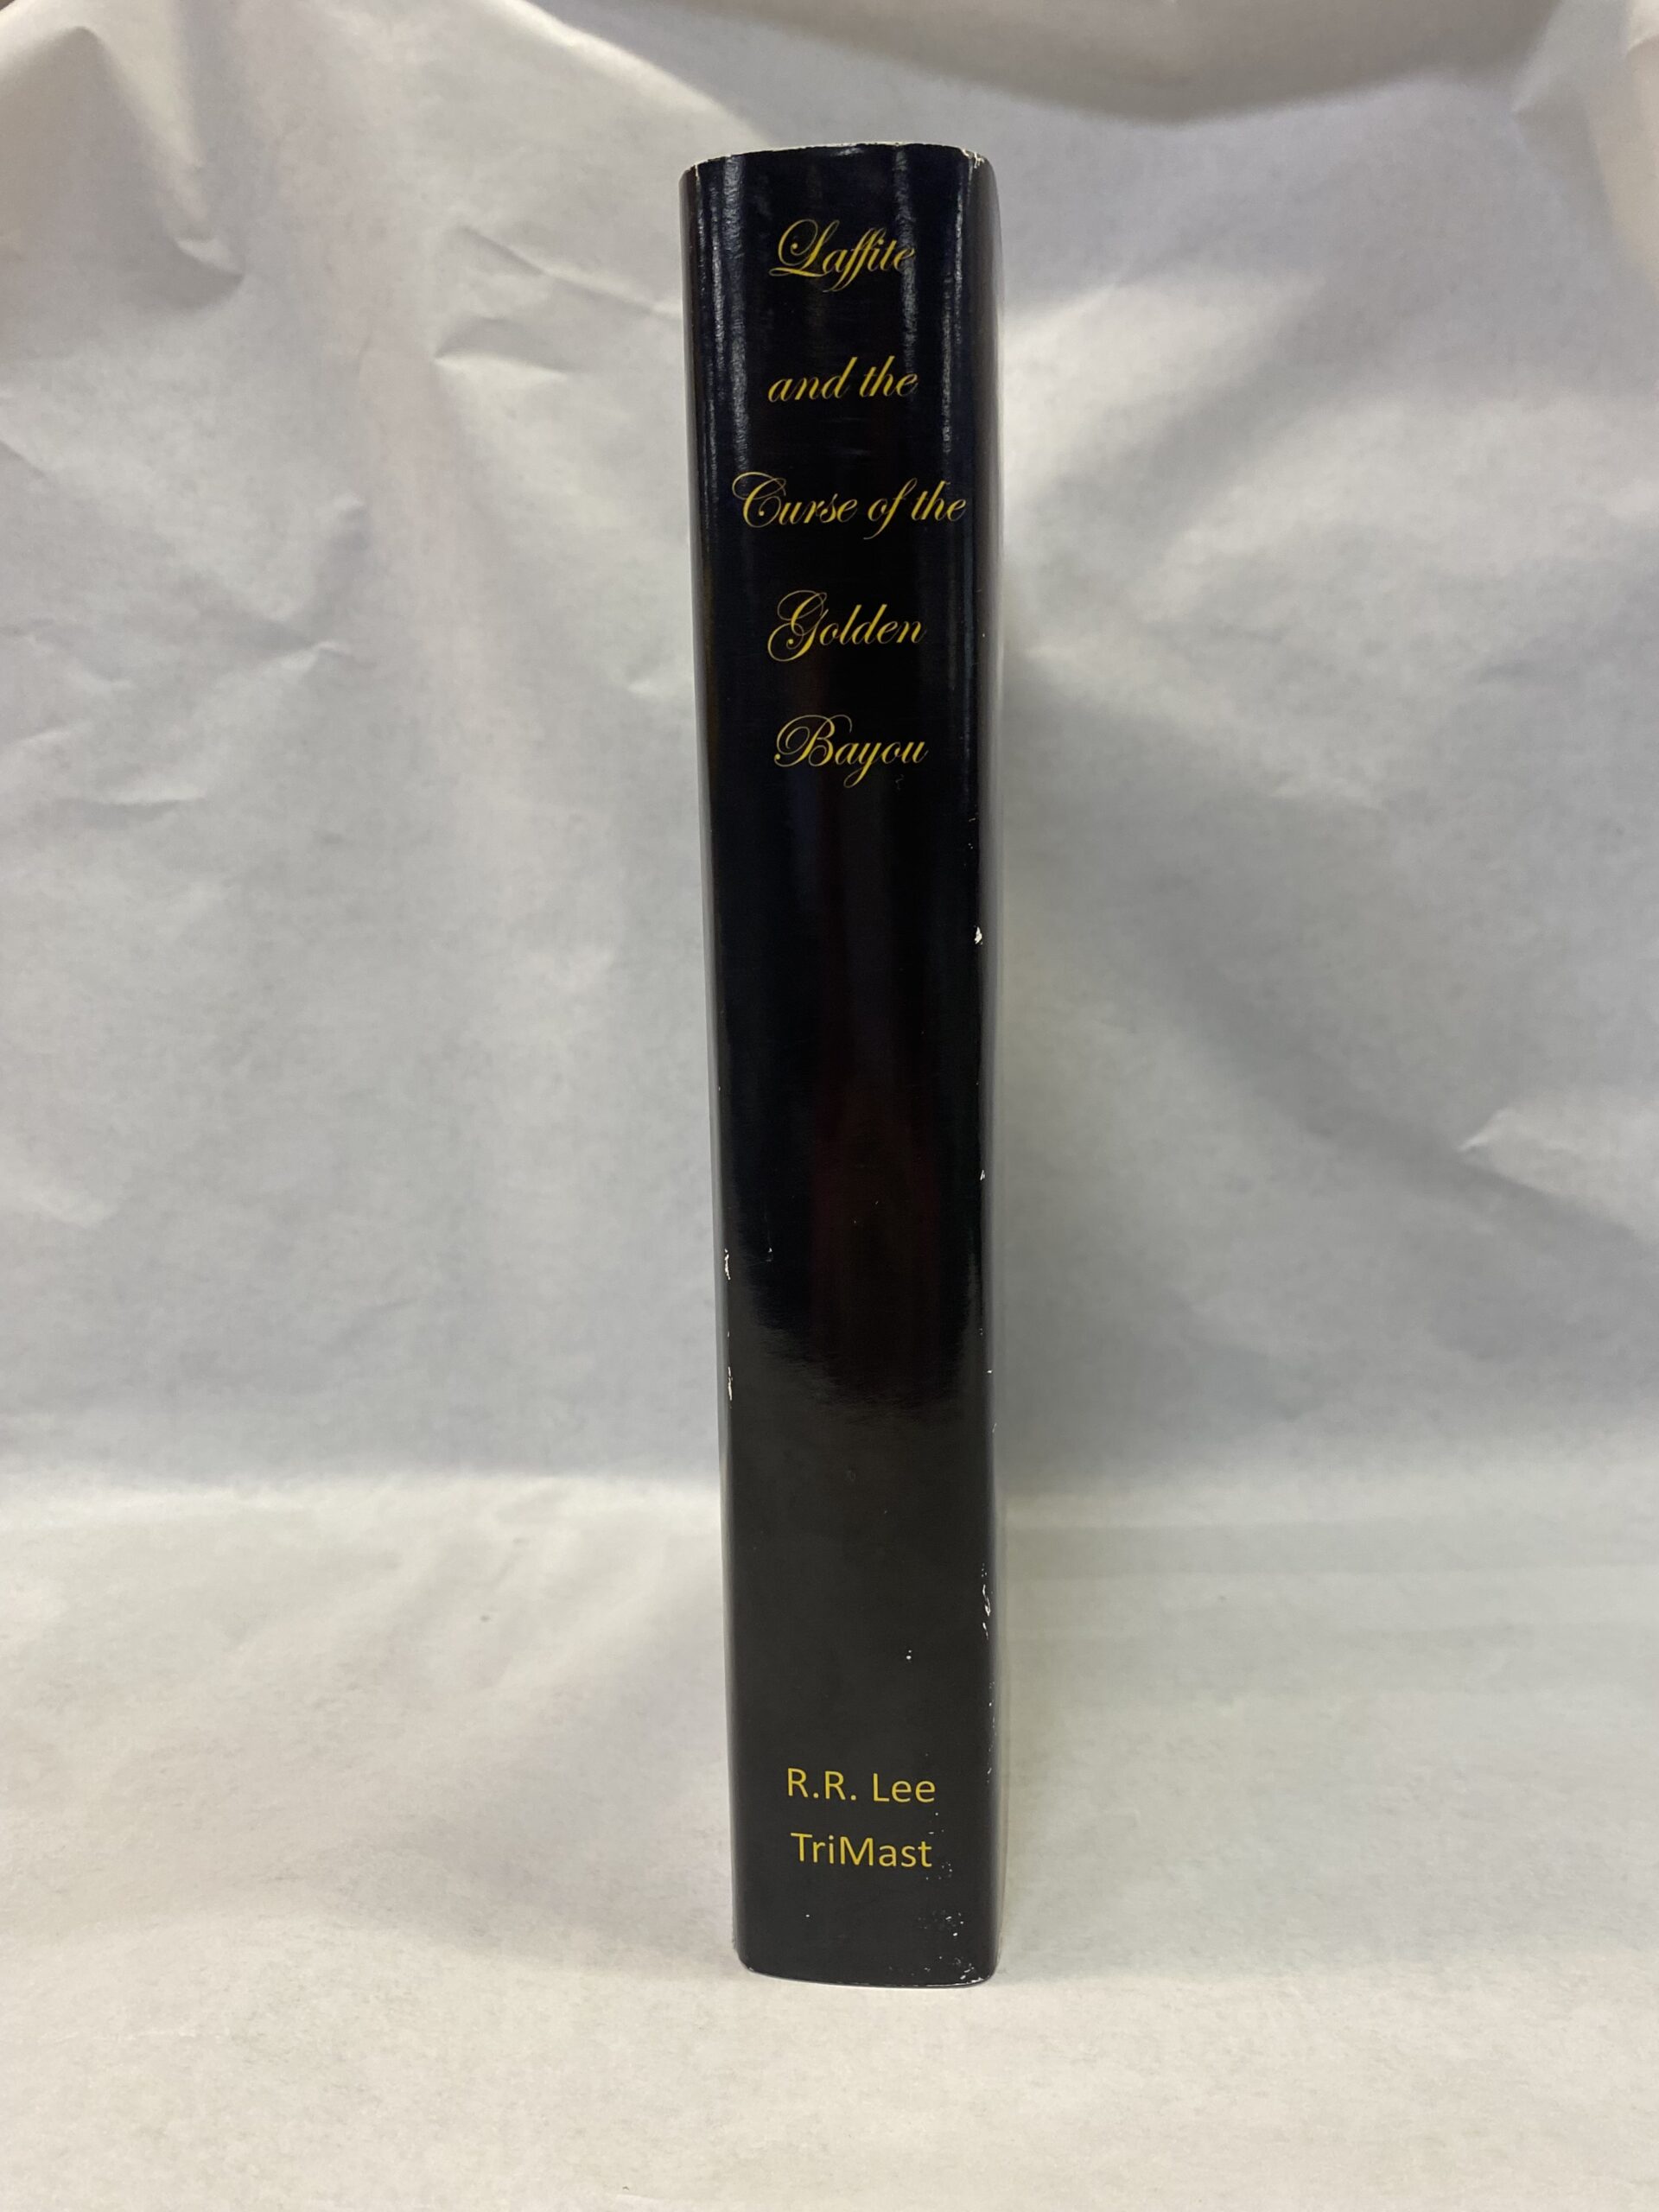 Laffite
and the
Curse of the
Golden
Bayou
R.R. Lee
TriMast